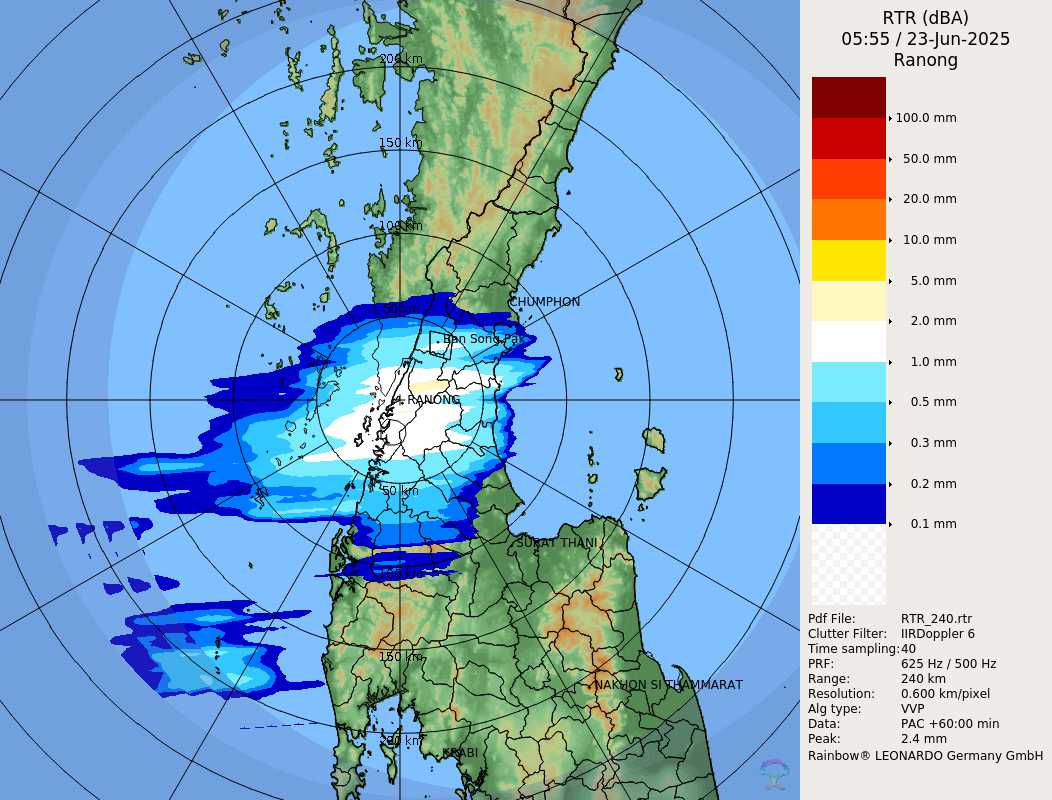 RTR (dBA)
05:55 / 23-Jun-2025
Ranong
100.0 mm
50.0 mm
20.0 mm
10.0 mm
5.0 mm
2.0 mm
1.0 mm
0.5 mm
0.3 mm
0.2 mm
0.1 mm
Pdf File: RTR_240.rtr
Clutter Filter: IIRDoppler 6
Time sampling:40
PRF: 625 Hz / 500 Hz
Range: 240 km
Resolution: 0.600 km/pixel
Alg type: VVP
Data: PAC +60:00 min
Peak: 2.4 mm
Rainbow® LEONARDO Germany GmbH
200 km
150 km
100 km
50 km
CHUMPHON
Ban Song Pak
RANONG
50 km
SURAT THANI
100 km
150 km
NAKHON SI THAMMARAT
200 km
KRABI